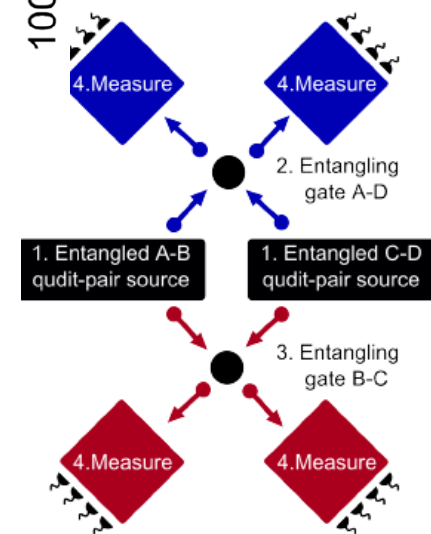 100
4.Measure
4.Measure
2. Entangling
gate A-D
1. Entangled A-B
qudit-pair source
1. Entangled C-D
qudit-pair source
3. Entangling
gate B-C
4.Measure
4.Measure